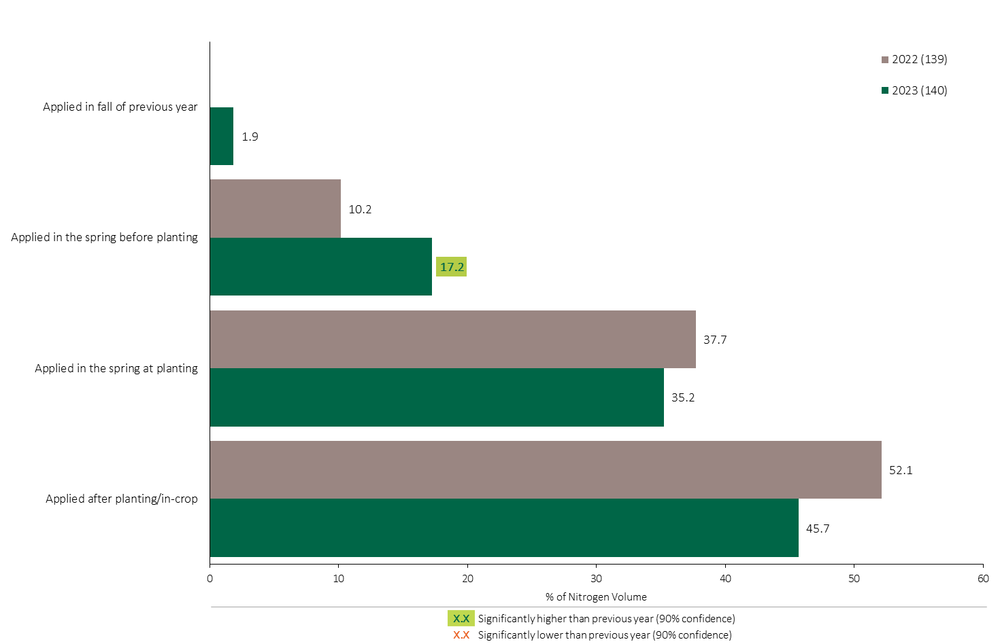 2022 (139)
2023 (140)
Applied in fall of previous year
1.9
10.2
Applied in the spring before planting
17.2
37.7
Applied in the spring at planting
35.2
52.1
Applied after planting/in-crop
45.7
0 10 20 30 40 50 60
% of Nitrogen Volume
X.X Significantly higher than previous year (90% confidence)
X.X Significantly lower than previous year (90% confidence)